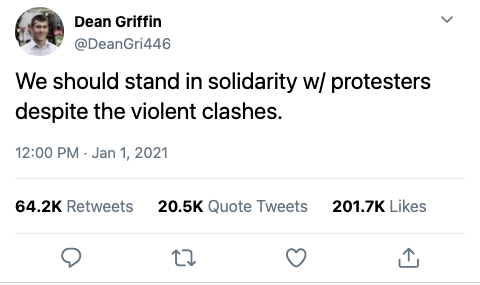 Dean Griffin
@DeanGri446
We should stand in solidarity w/ protesters
despite the violent clashes.
12:00 PM · Jan 1, 2021
64.2K Retweets 20.5K Quote Tweets 201.7K Likes